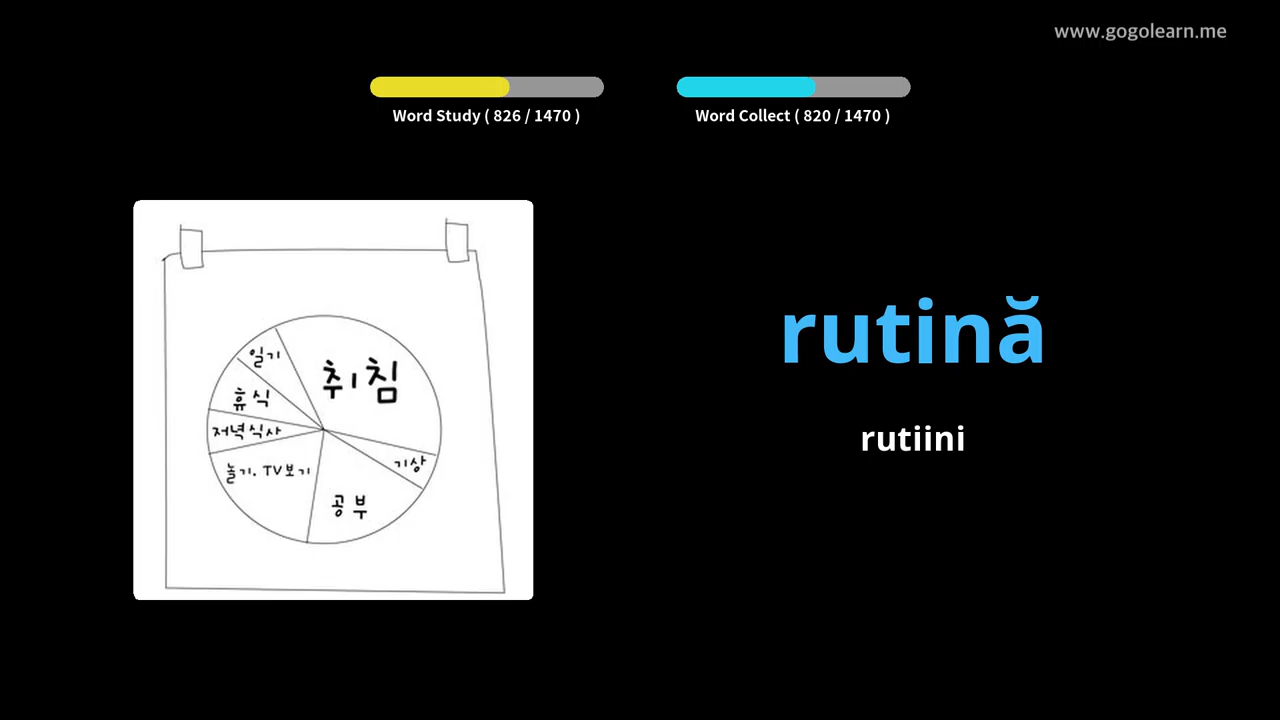 www.gogolearn.me
Word Study ( 826 / 1470 )
Word Collect ( 820 / 1470 )
일기
취침
휴식
저녁식사
놀기. TV보기
기상
공부
rutină
rutiini